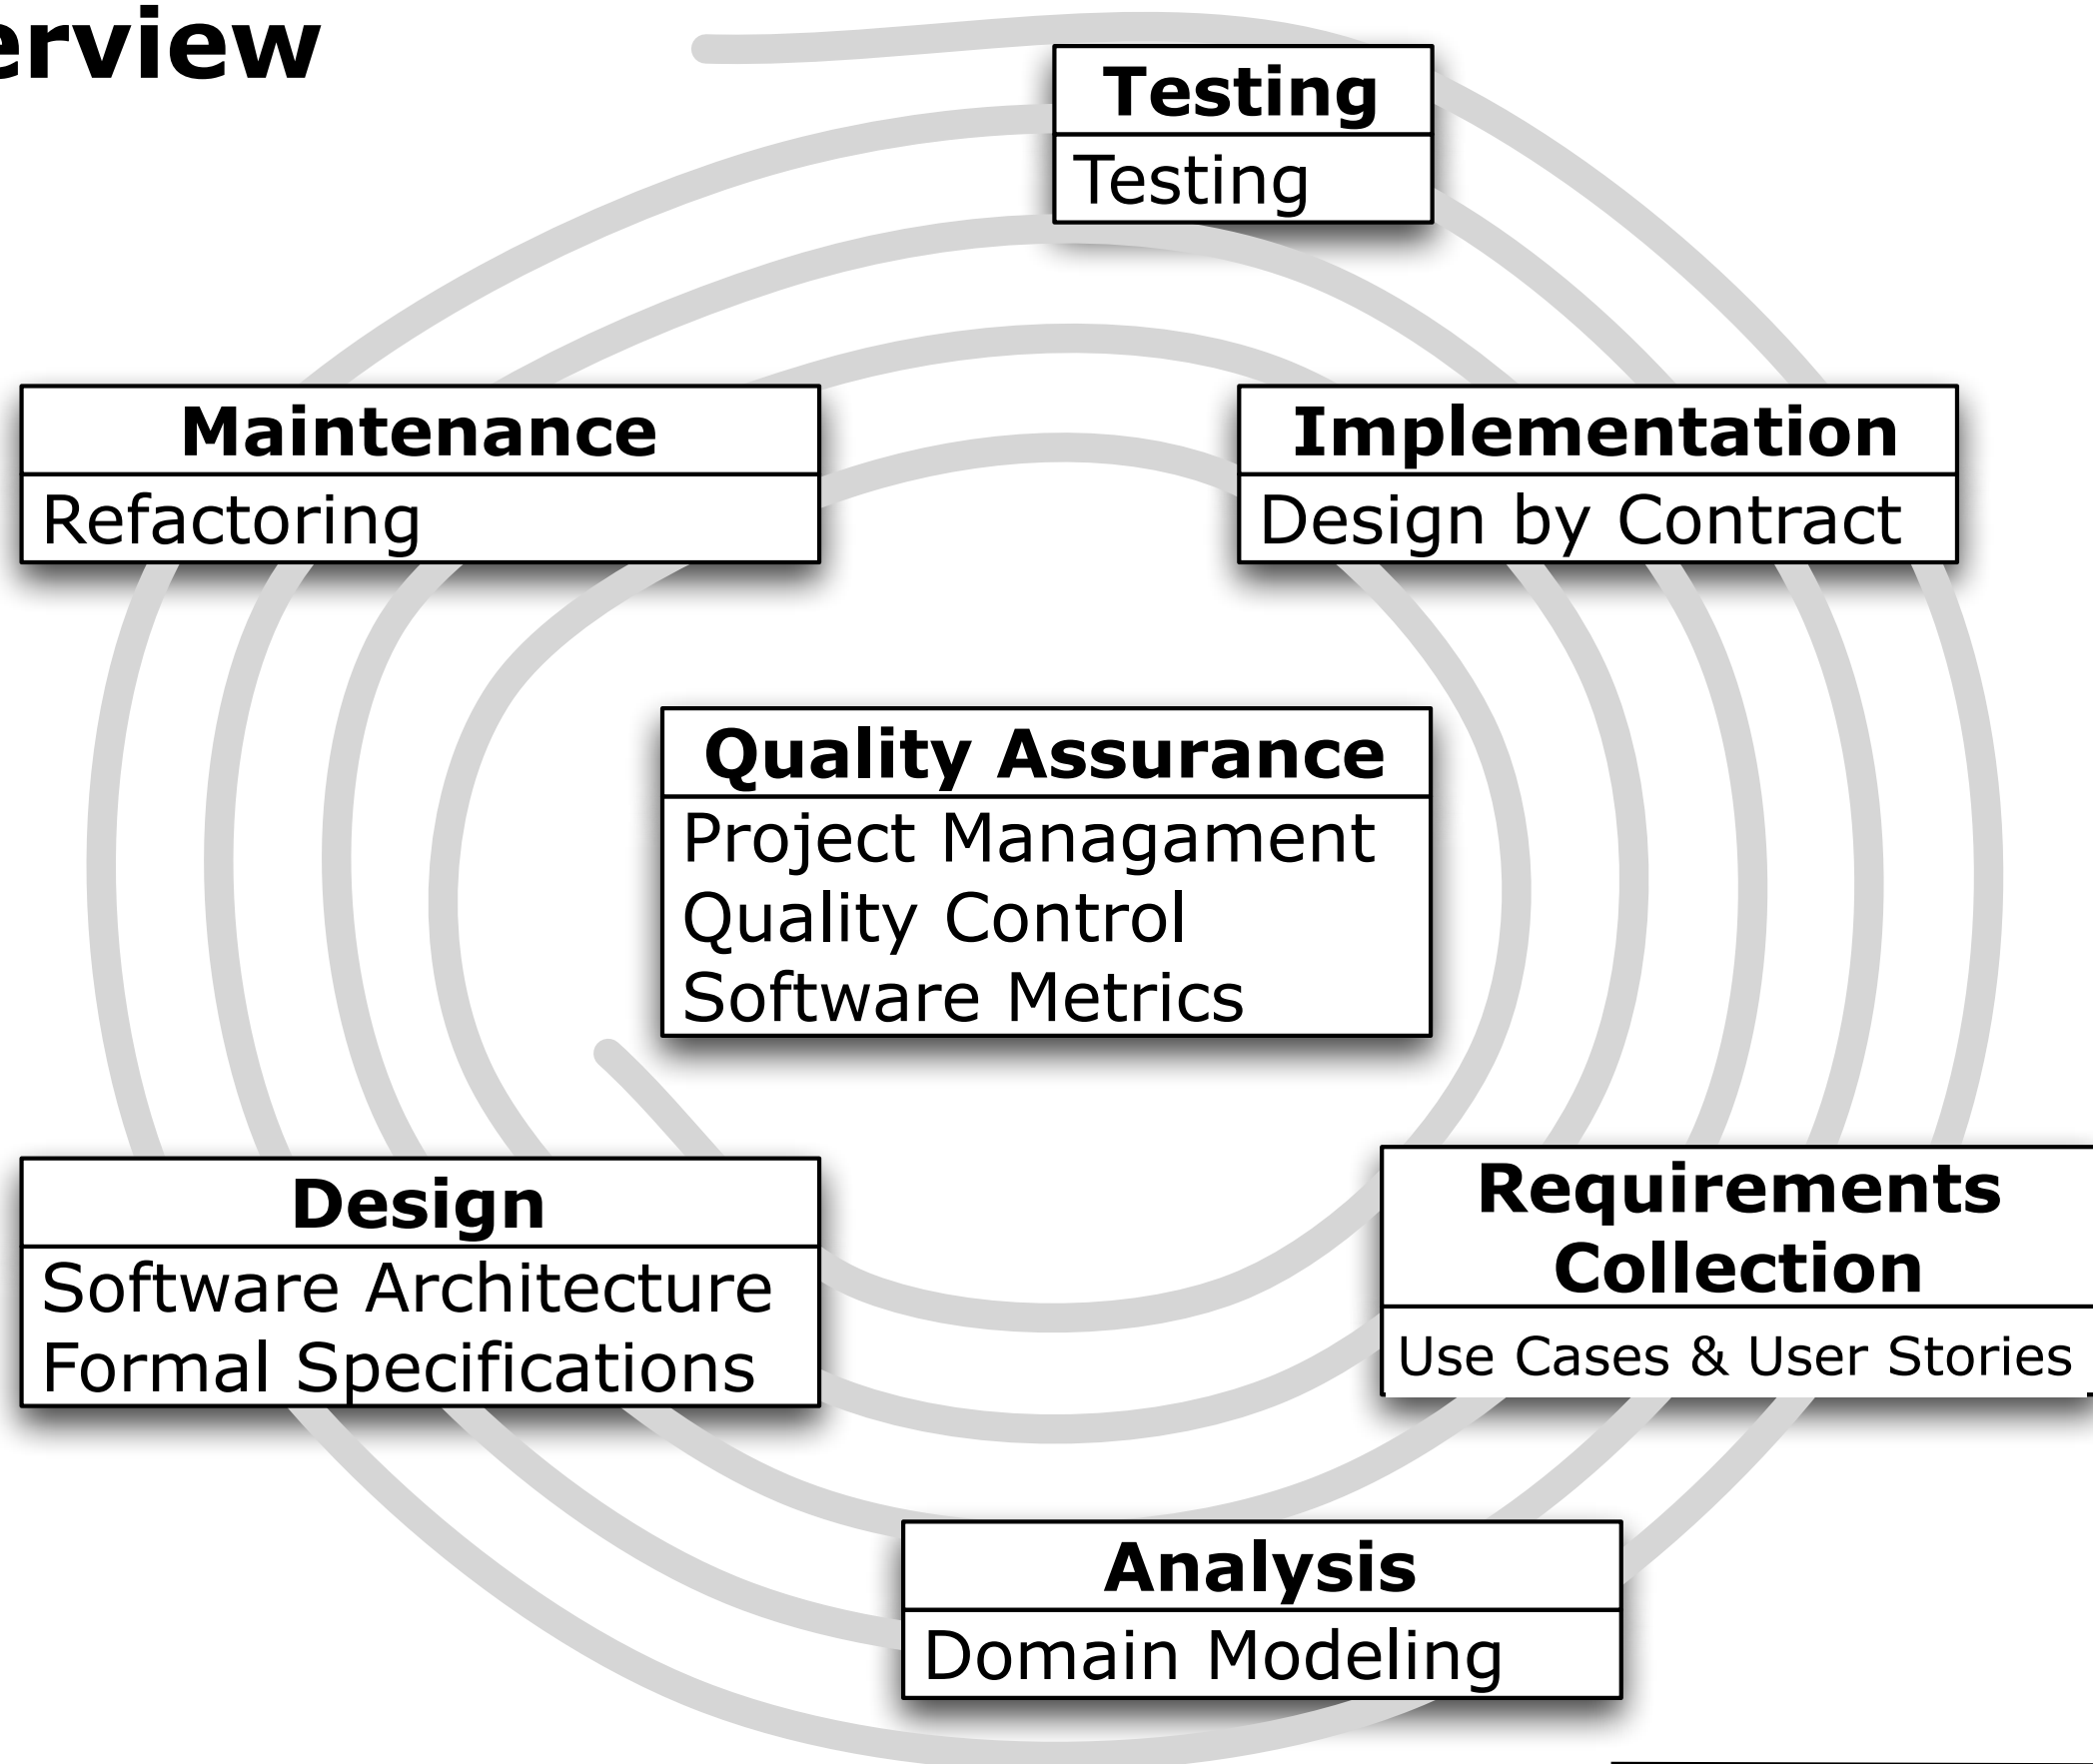 erview
Testing
Testing
Maintenance
Refactoring
Implementation
Design by Contract
Quality Assurance
Project Managament
Quality Control
Software Metrics
Design
Software Architecture
Formal Specifications
Requirements
Collection
Use Cases & User Stories
Analysis
Domain Modeling